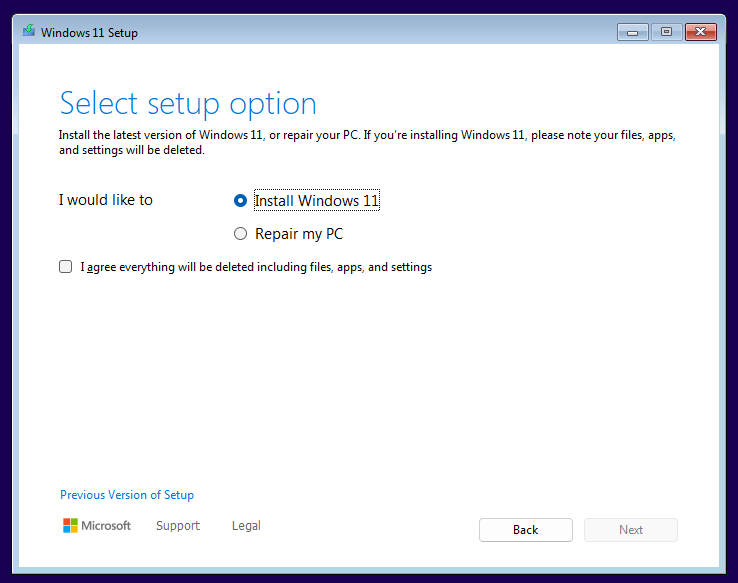 Windows 11 Setup
Select setup option
Install the latest version of Windows 11, or repair your PC. If you're installing Windows 11, please note your files, apps,
and settings will be deleted.
I would like to
Install Windows 11
Repair my PC
I agree everything will be deleted including files, apps, and settings
Previous Version of Setup
Microsoft Support Legal
Back Next